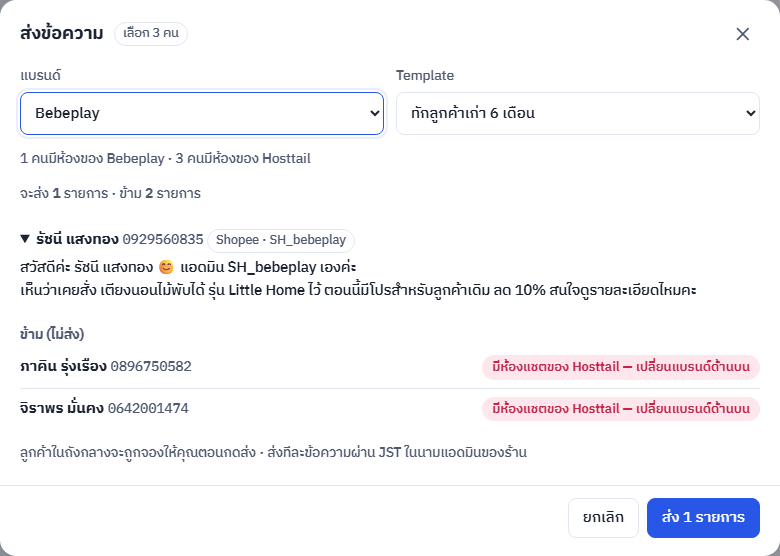 ส่งข้อความ เลือก 3 คน
แบรนด์ Template
Bebeplay ทักลูกค้าเก่า 6 เดือน
1 คนมีห้องของ Bebeplay · 3 คนมีห้องของ Hosttail
จะส่ง 1 รายการ · ข้าม 2 รายการ
รัชนี แสงทอง 0929560835 Shopee · SH_bebeplay
สวัสดีค่ะ รัชนี แสงทอง 😊 แอดมิน SH_bebeplay เองค่ะ
เห็นว่าเคยสั่ง เตียงนอนไม้พับได้ รุ่น Little Home ไว้ ตอนนี้มีโปรสำหรับลูกค้าเดิม ลด 10% สนใจดูรายละเอียดไหมคะ
ข้าม (ไม่ส่ง)
ภาคิน รุ่งเรือง 0896750582 มีห้องแชตของ Hosttail — เปลี่ยนแบรนด์ด้านบน
จิราพร มั่นคง 0642001474 มีห้องแชตของ Hosttail — เปลี่ยนแบรนด์ด้านบน
ลูกค้าในถังกลางจะถูกจองให้คุณตอนกดส่ง · ส่งทีละข้อความผ่าน JST ในนามแอดมินของร้าน
ยกเลิก ส่ง 1 รายการ